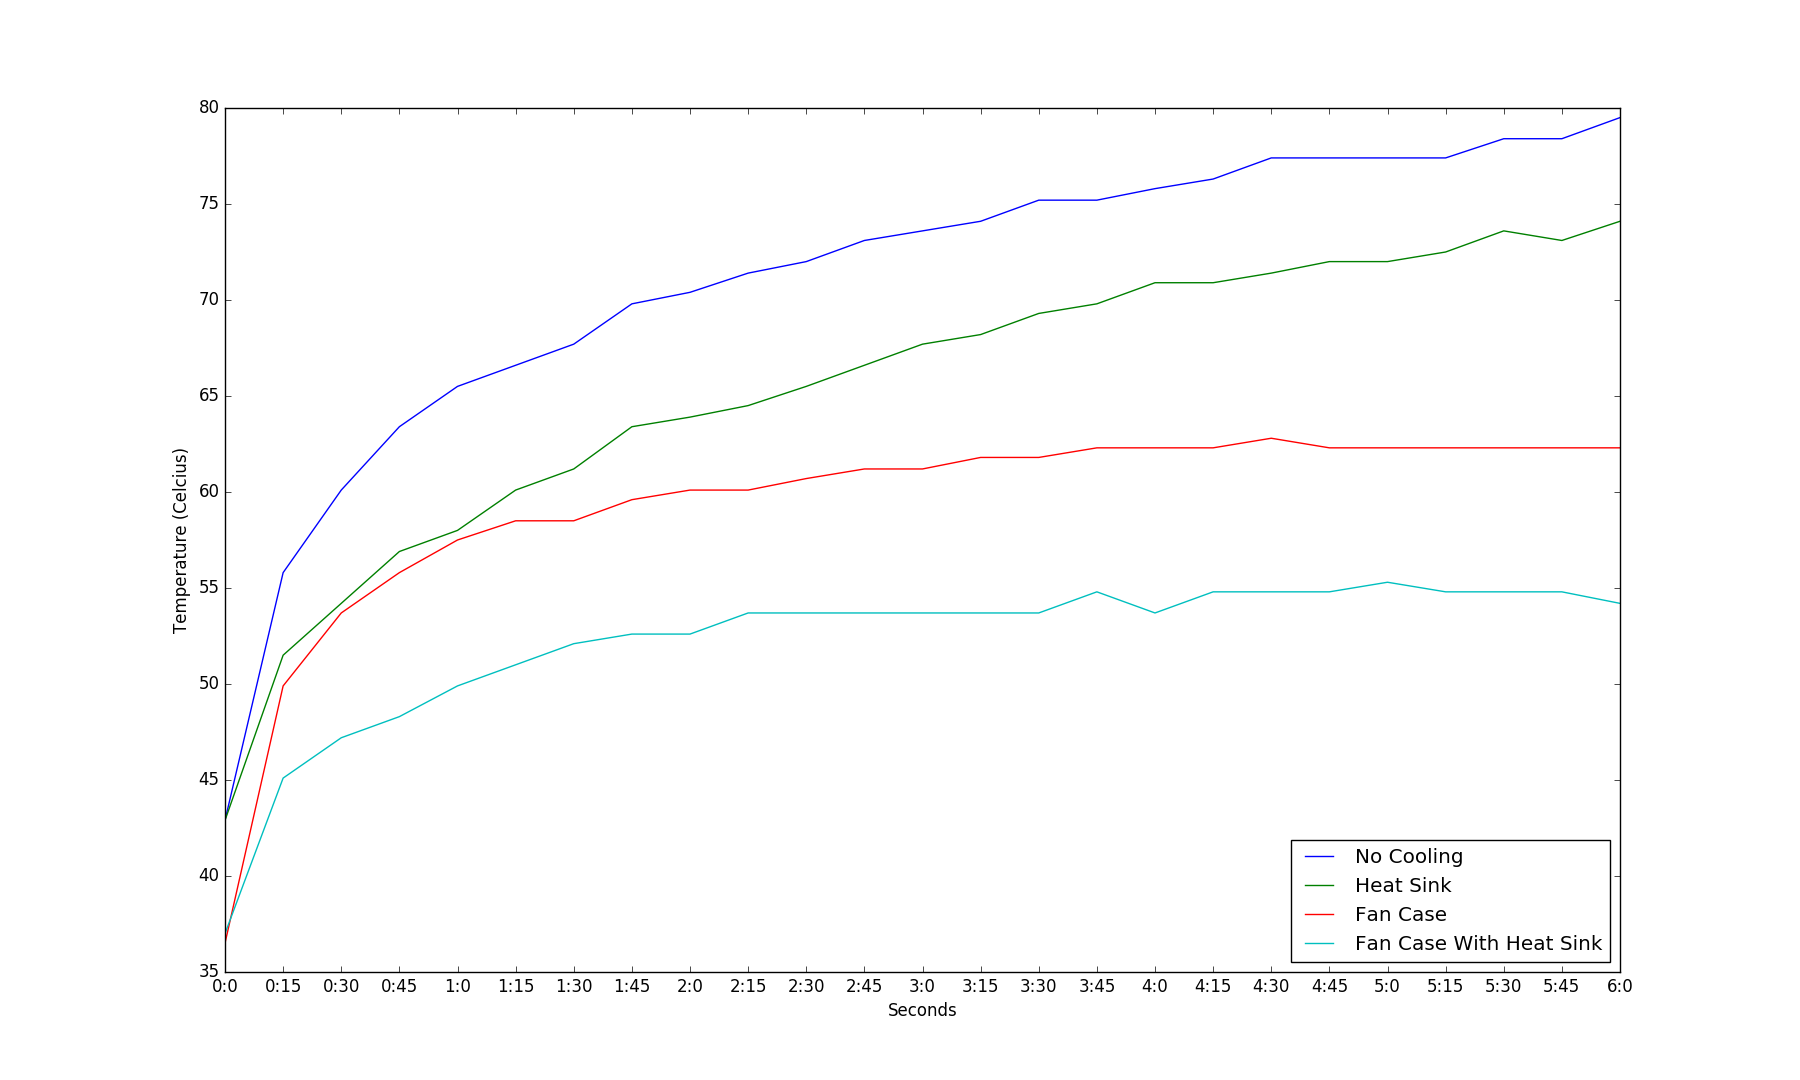 80
75
70
65
60
55
50
45
40
35
Temperature (Celcius)
0:0 0:15 0:30 0:45 1:0 1:15 1:30 1:45 2:0 2:15 2:30 2:45 3:0 3:15 3:30 3:45 4:0 4:15 4:30 4:45 5:0 5:15 5:30 5:45 6:0
Seconds
No Cooling
Heat Sink
Fan Case
Fan Case With Heat Sink